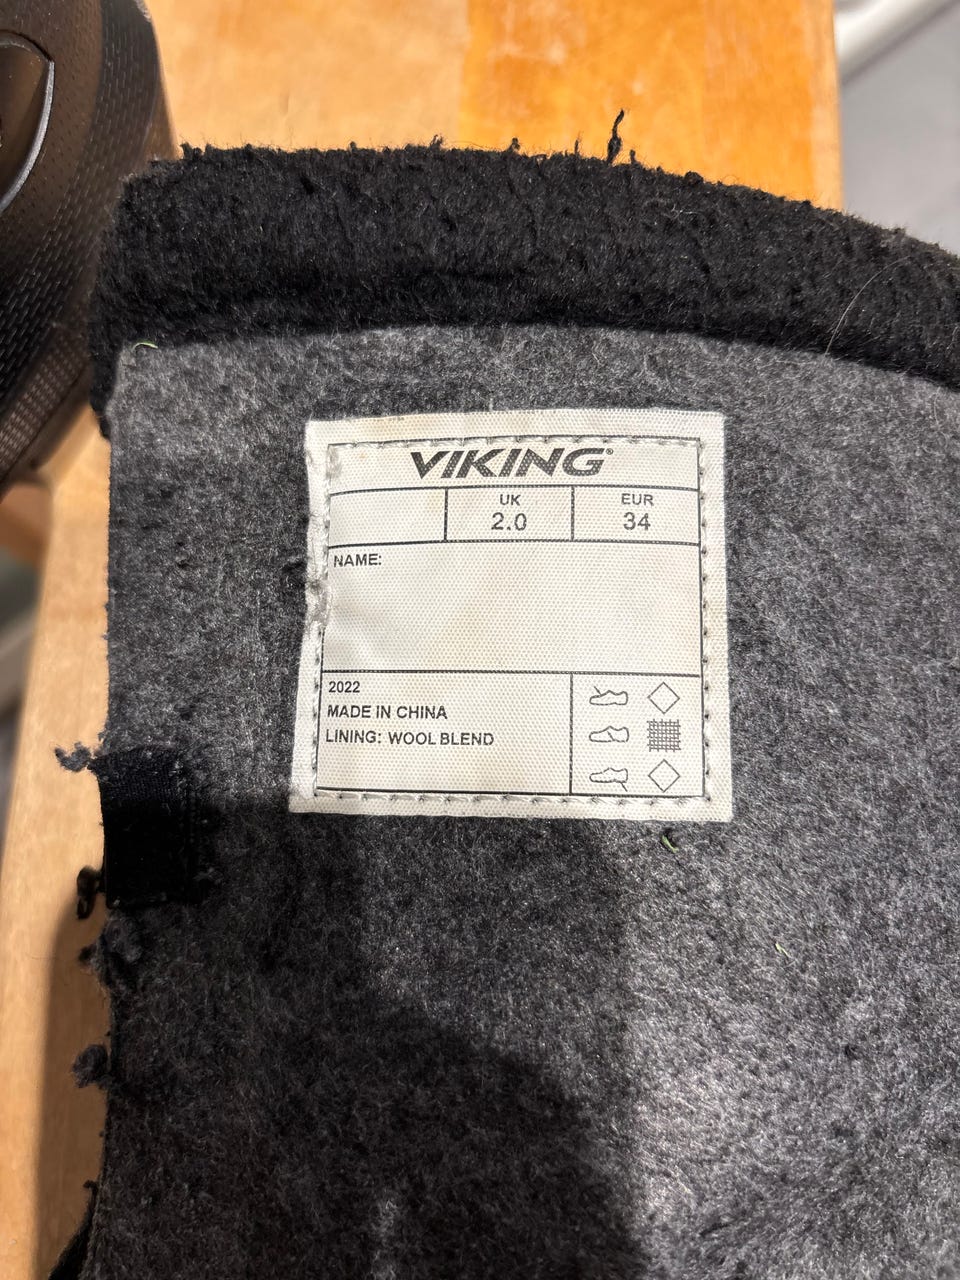 VIKING®
UK EUR
2.0 34
NAME:
2022
MADE IN CHINA
LINING: WOOL BLEND